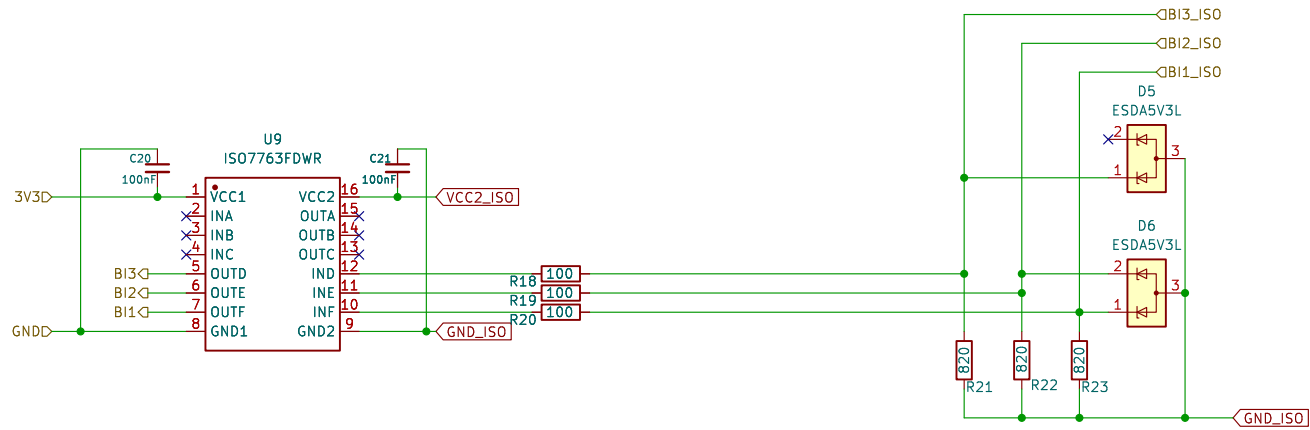 BI3_ISO
BI2_ISO
BI1_ISO
D5
ESDA5V3L
2
1
3
U9
ISO7763FDWR
C20
100nF
C21
100nF
3V3
1 VCC1 VCC2 16
VCC2_ISO
2 INA OUTA 15
3 INB OUTB 14
4 INC OUTC 13
BI3 5 OUTD IND 12
BI2 6 OUTE INE 11
BI1 7 OUTF INF 10
GND 8 GND1 GND2 9
GND_ISO
100
R18
100
R19
100
R20
D6
ESDA5V3L
2
1
3
820
R21
820
R22
820
R23
GND_ISO